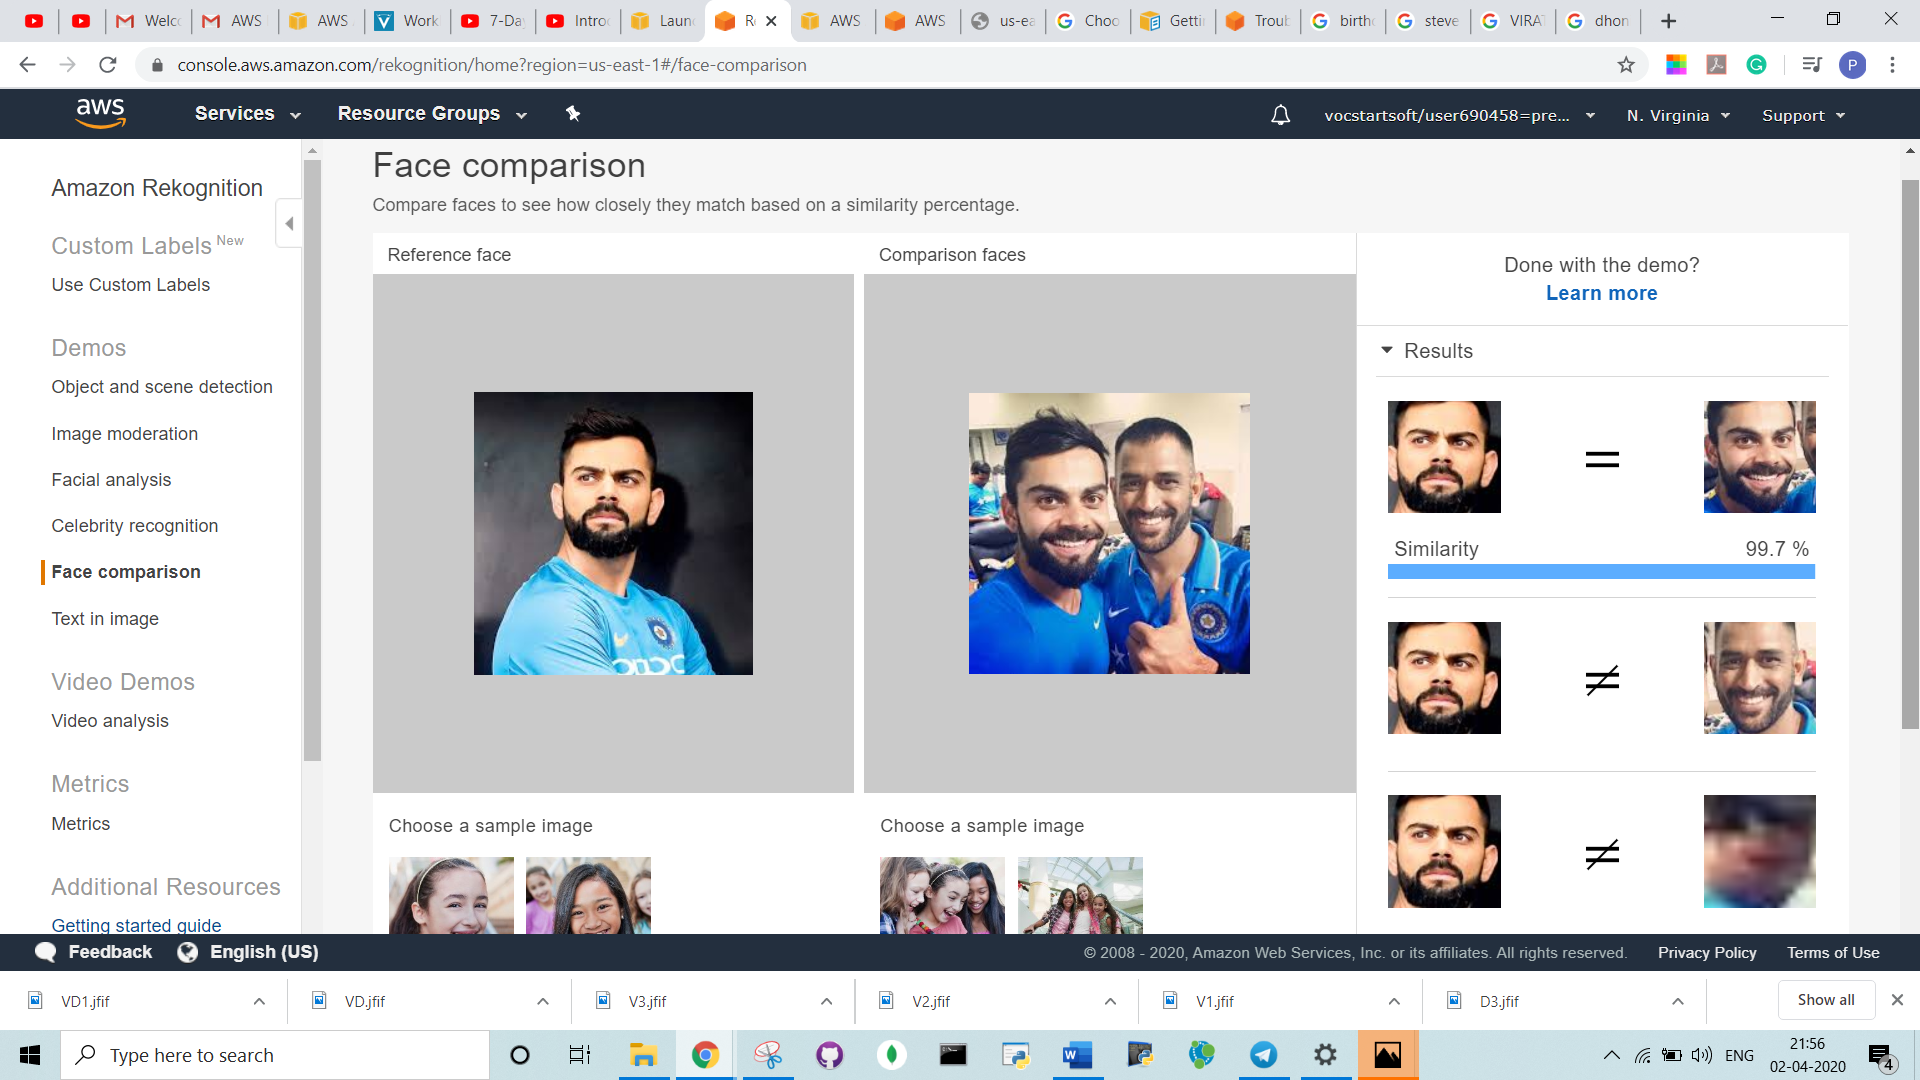 Welco
AWS
AWS
Work
7-Day
Introd
Laun
Re
AWS
AWS
us-ea
Choo
Getti
Troub
birth
steve
VIRAT
dhon
console.aws.amazon.com/rekognition/home?region=us-east-1#/face-comparison
P
aws
Services
Resource Groups
vocstartsoft/user690458=pre...
N. Virginia
Support
Amazon Rekognition
Custom Labels New
Use Custom Labels
Demos
Object and scene detection
Image moderation
Facial analysis
Celebrity recognition
Face comparison
Text in image
Video Demos
Video analysis
Metrics
Metrics
Additional Resources
Getting started guide
Face comparison
Compare faces to see how closely they match based on a similarity percentage.
Reference face
Comparison faces
Choose a sample image
Choose a sample image
Done with the demo?
Learn more
Results
=
Similarity
99.7 %
≠
≠
Feedback
English (US)
© 2008 - 2020, Amazon Web Services, Inc. or its affiliates. All rights reserved.
Privacy Policy
Terms of Use
VD1.jfif
VD.jfif
V3.jfif
V2.jfif
V1.jfif
D3.jfif
Show all
Type here to search
ENG
21:56
02-04-2020
4